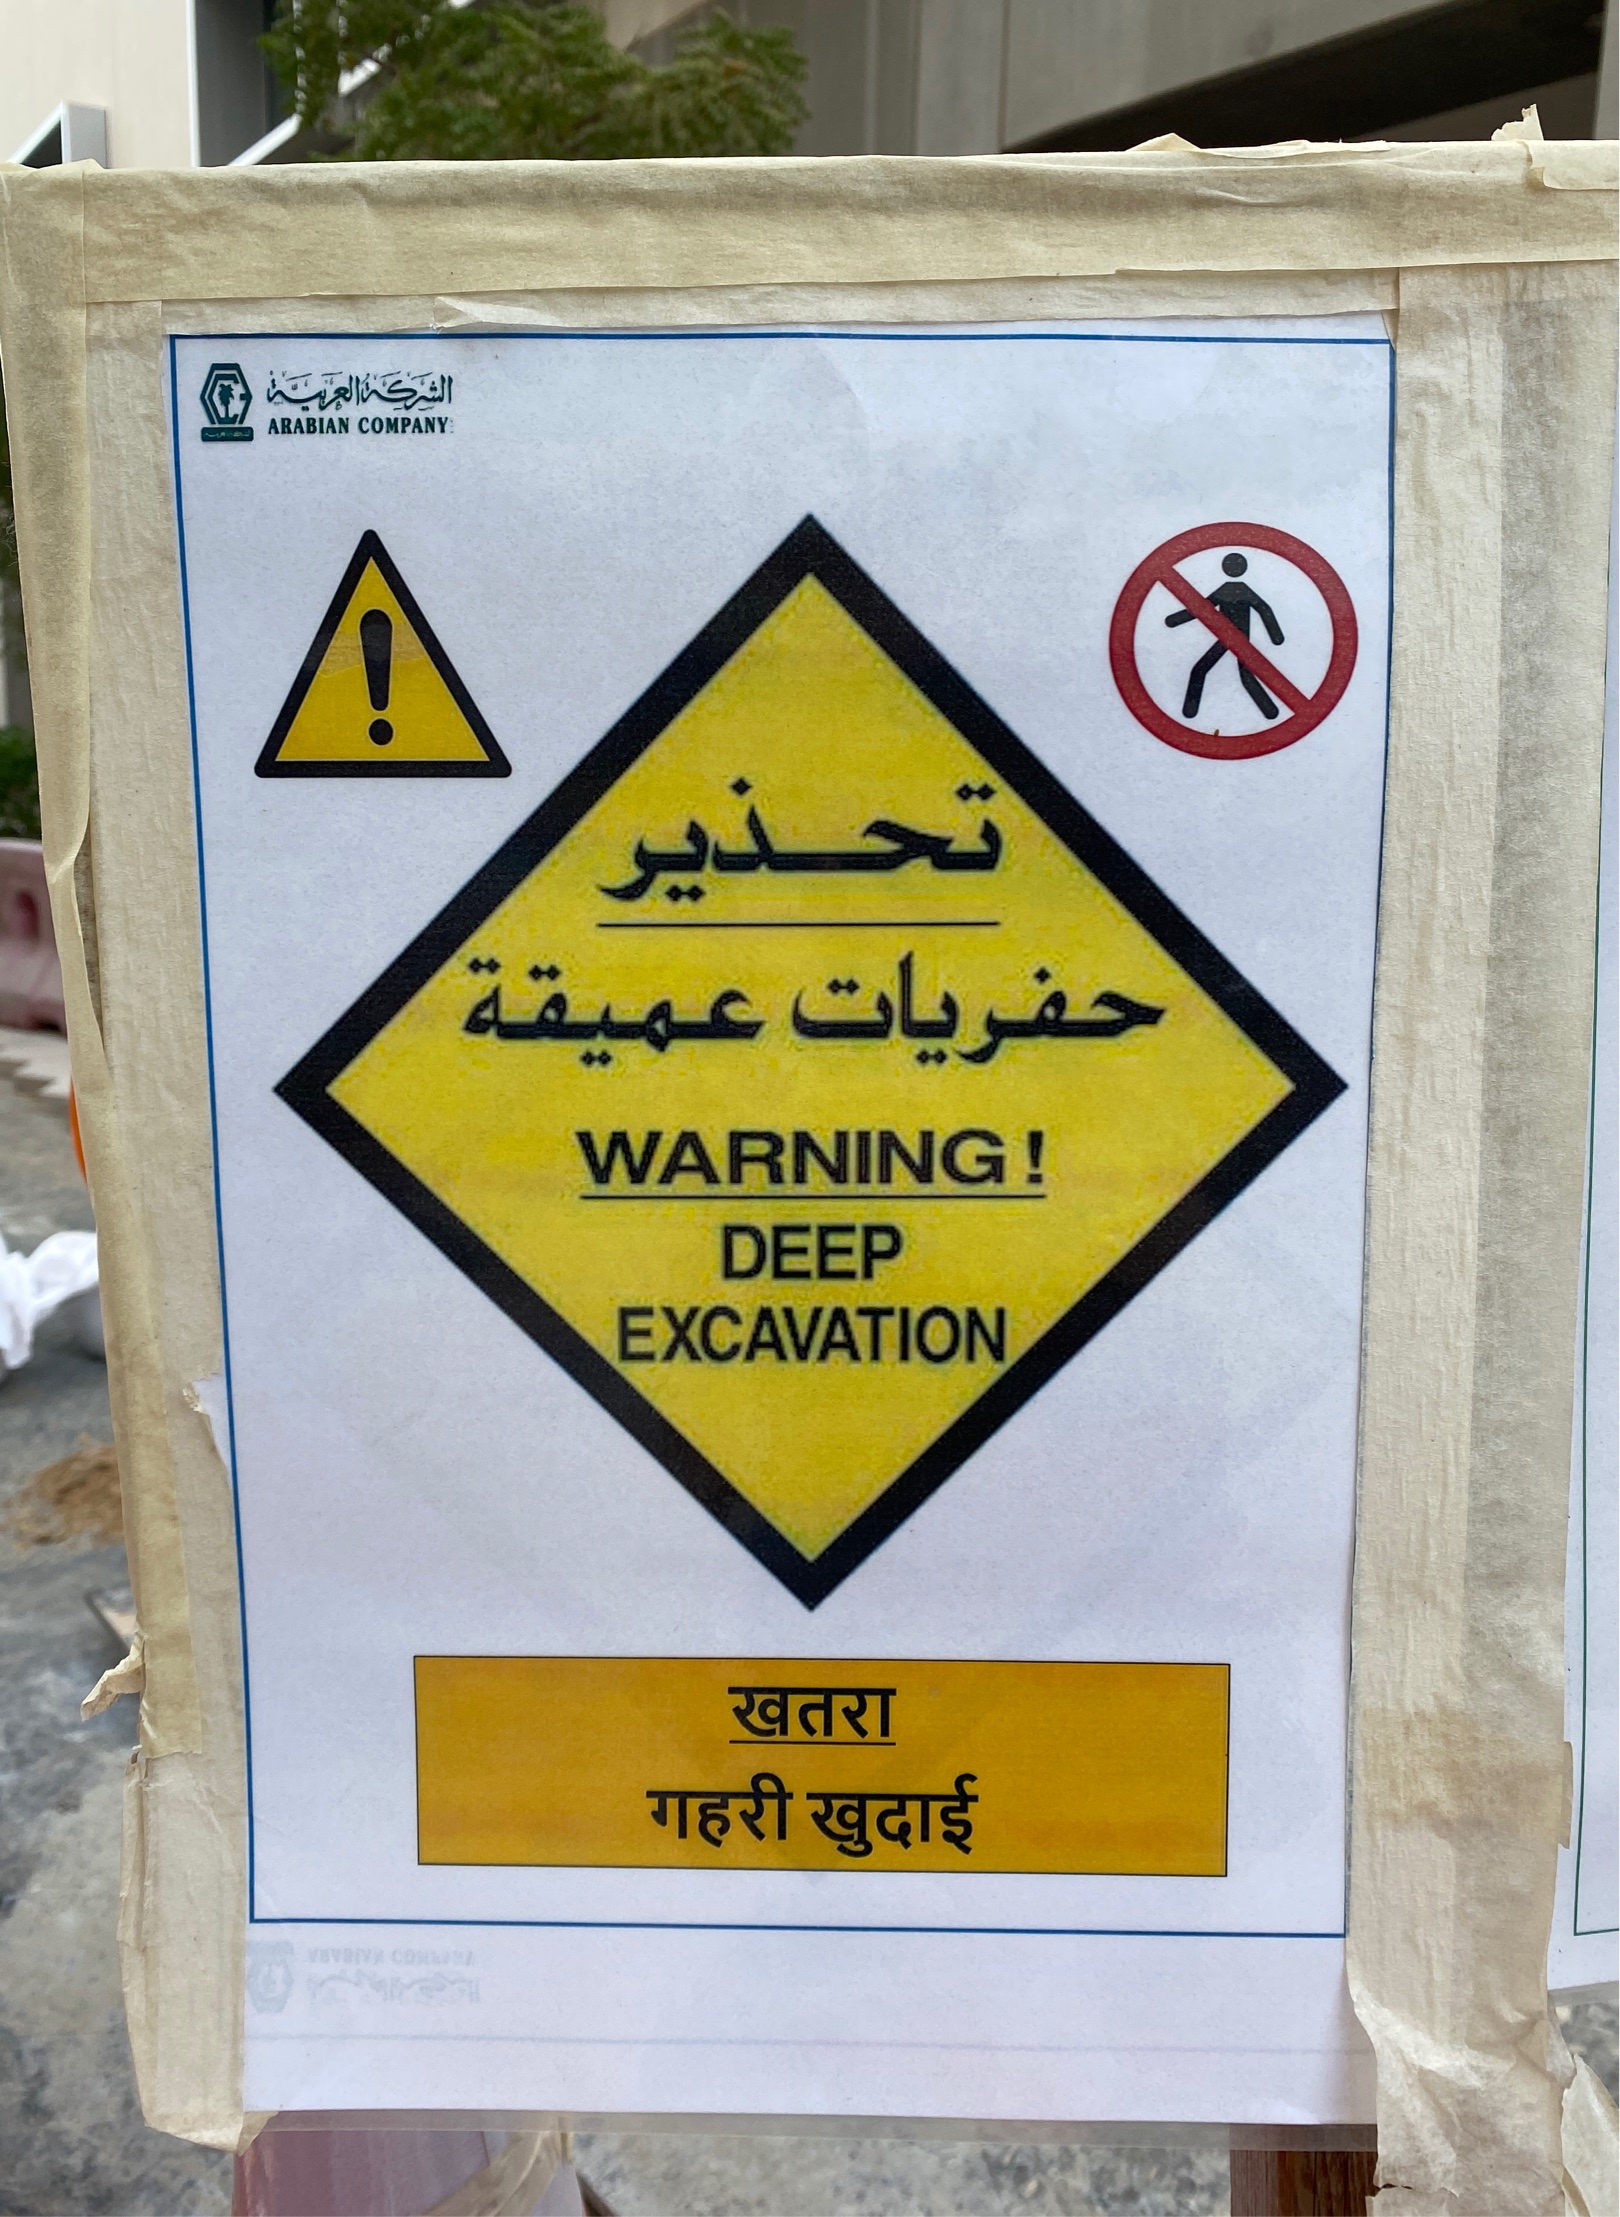 الشركة العربية
ARABIAN COMPANY
تحذير
حفريات عميقة
WARNING !
DEEP
EXCAVATION
खतरा
गहरी खुदाई